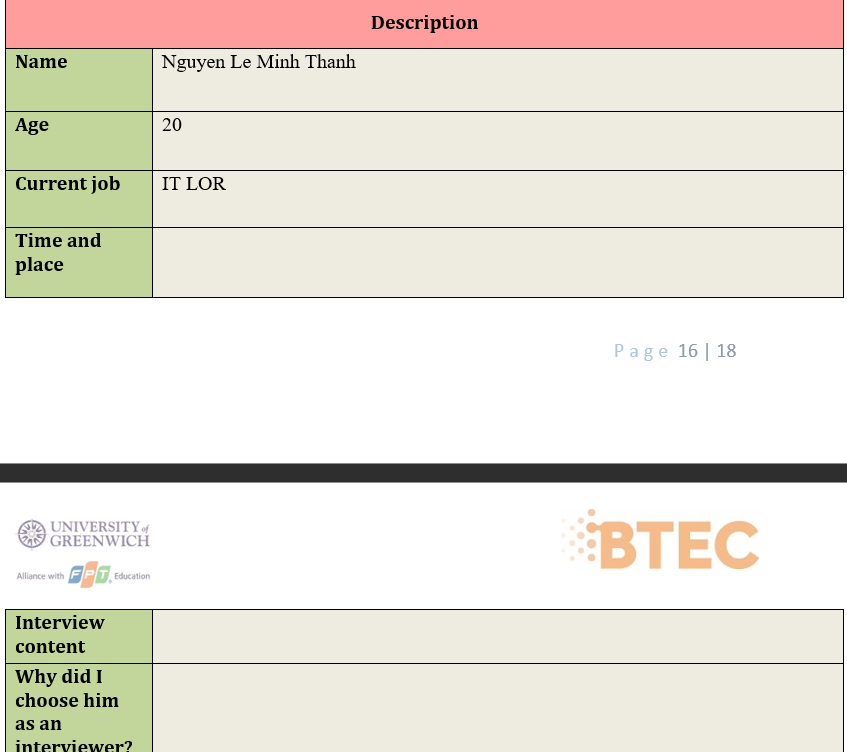 Description
Name
Nguyen Le Minh Thanh
Age
20
Current job
IT LOR
Time and
place
Page 16 | 18
UNIVERSITY of
GREENWICH
BTEC
Alliance with FPT. Education
Interview
content
Why did I
choose him
as an
interviewer?